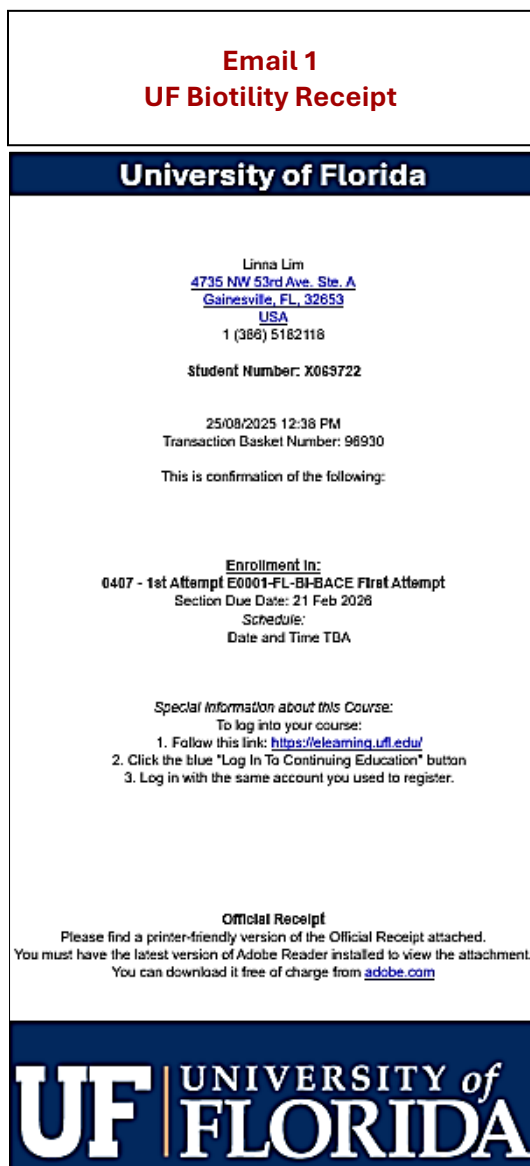 Email 1
UF Biotility Receipt
University of Florida
Linna Lim
4735 NW 53rd Ave. Ste. A
Gainesville, FL, 32653
USA
1 (386) 5182118
Student Number: X069722
25/08/2025 12:38 PM
Transaction Basket Number: 96930
This is confirmation of the following:
Enrollment In:
0407 - 1st Attempt E0001-FL-BI-BACE First Attempt
Section Due Date: 21 Feb 2026
Schedule:
Date and Time TBA
Special Information about this Course:
To log into your course:
1. Follow this link: https://elearning.ufl.edu/
2. Click the blue "Log In To Continuing Education" button
3. Log in with the same account you used to register.
Official Receipt
Please find a printer-friendly version of the Official Receipt attached.
You must have the latest version of Adobe Reader installed to view the attachment.
You can download it free of charge from adobe.com
UF | UNIVERSITY of
FLORIDA